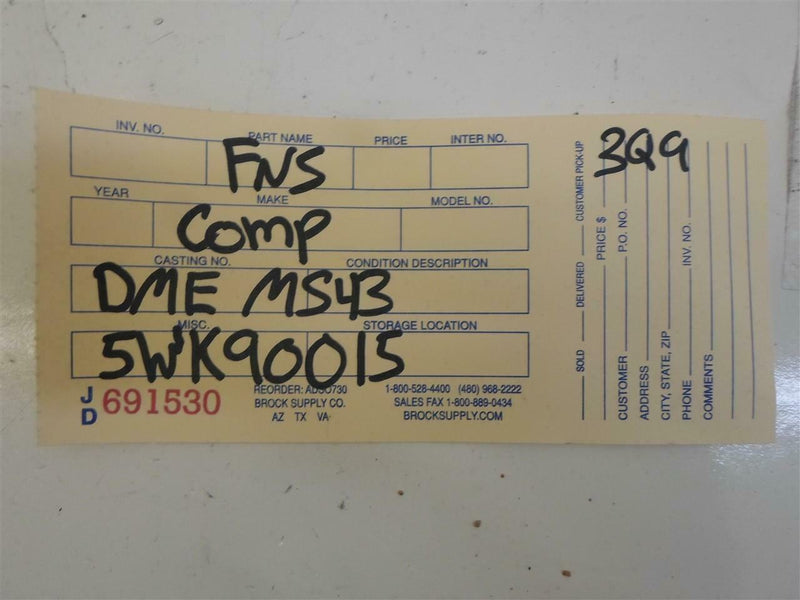 INV. NO. PART NAME PRICE INTER NO.
FNS
YEAR MAKE MODEL NO.
Comp
CASTING NO. CONDITION DESCRIPTION
DME MS43
MISC. STORAGE LOCATION
5WK90015
JD 691530
REORDER: ADSO730
BROCK SUPPLY CO.
AZ TX VA
1-800-528-4400 (480) 968-2222
SALES FAX 1-800-889-0434
BROCKSUPPLY.COM
3Q9
SOLD DELIVERED CUSTOMER PICK-UP
PRICE $
CUSTOMER P.O. NO.
ADDRESS
CITY, STATE, ZIP
PHONE INV. NO.
COMMENTS